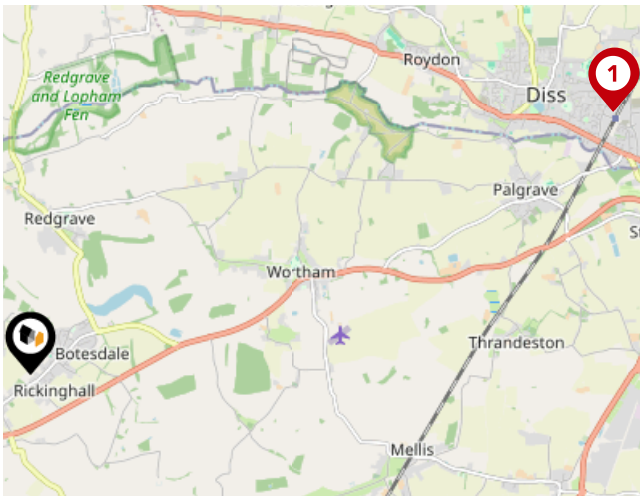 Roydon
1
Redgrave
and Lopham
Fen
Diss
Palgrave
Redgrave
Wortham
Botesdale
Thrandeston
Rickinghall
Mellis